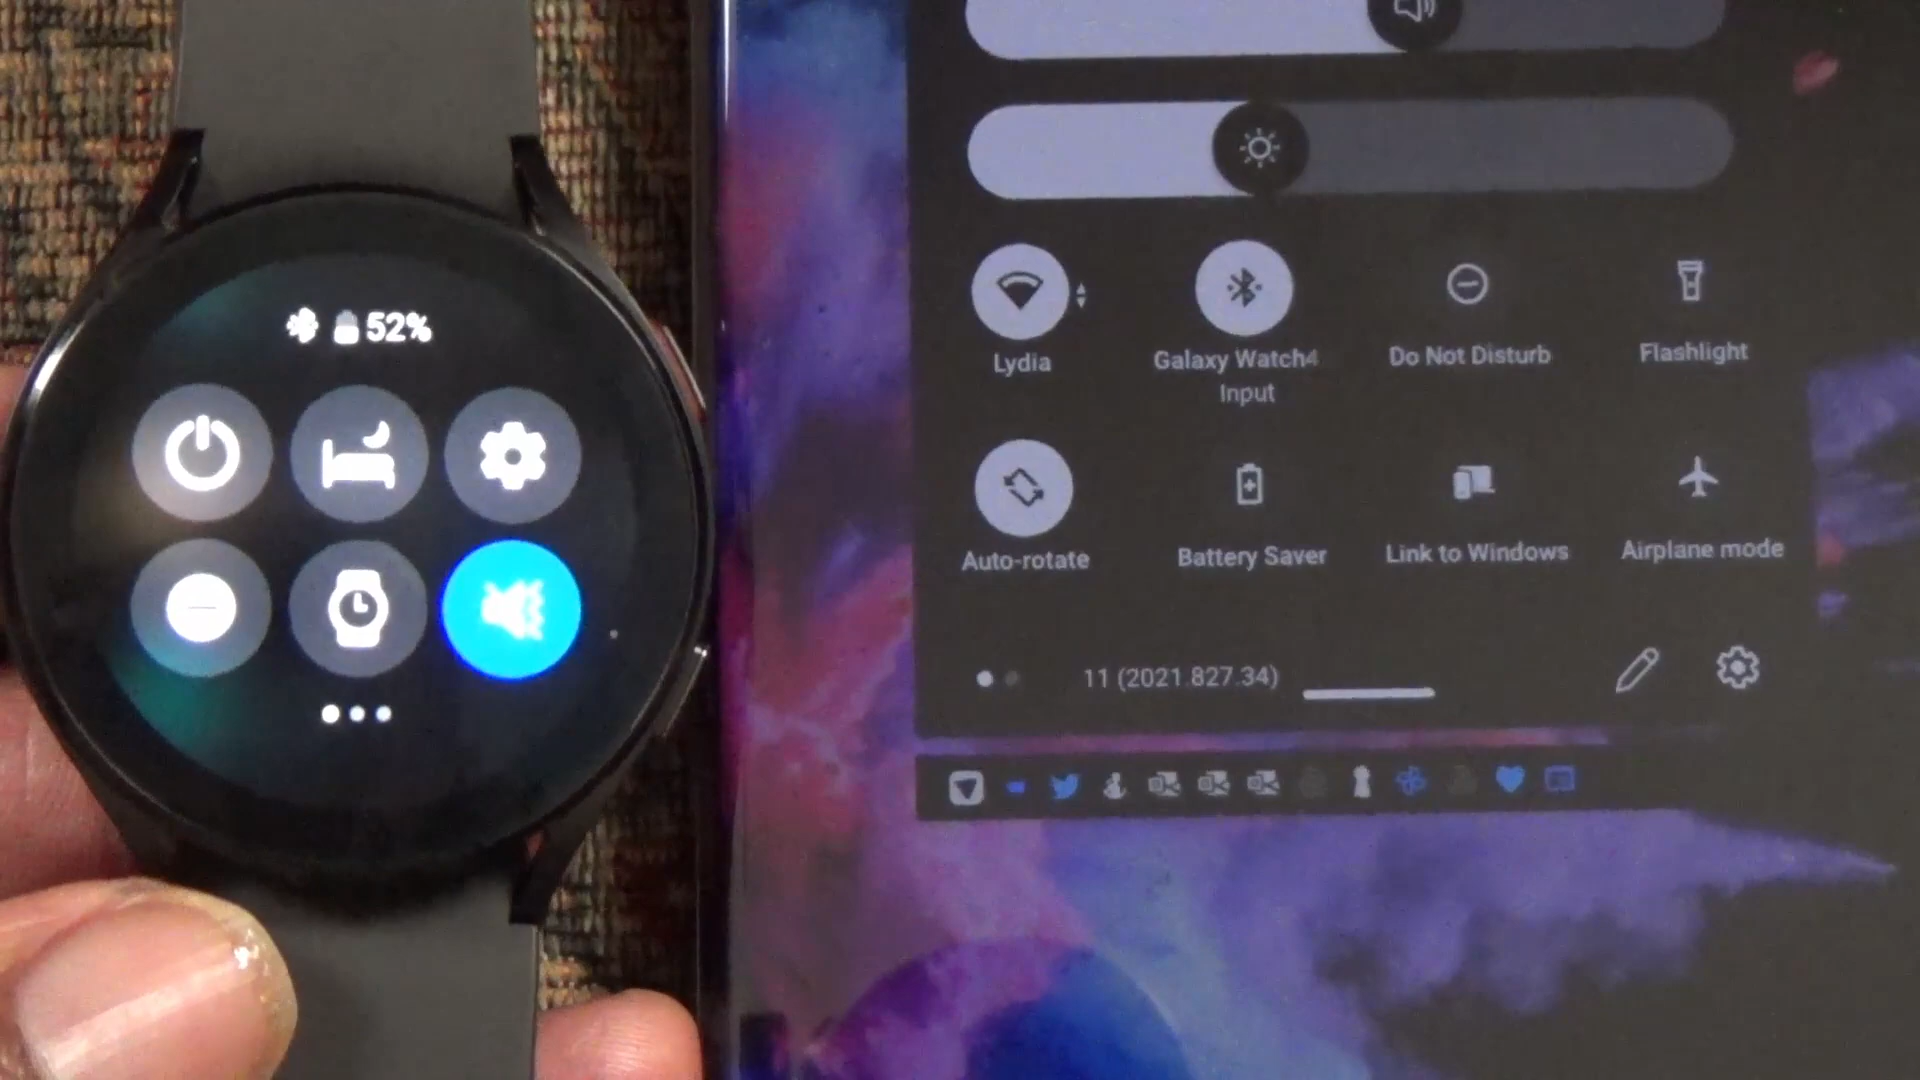 52%
Lydia
Galaxy Watch4
Input
Do Not Disturb
Flashlight
Auto-rotate
Battery Saver
Link to Windows
Airplane mode
11 (2021.827.34)